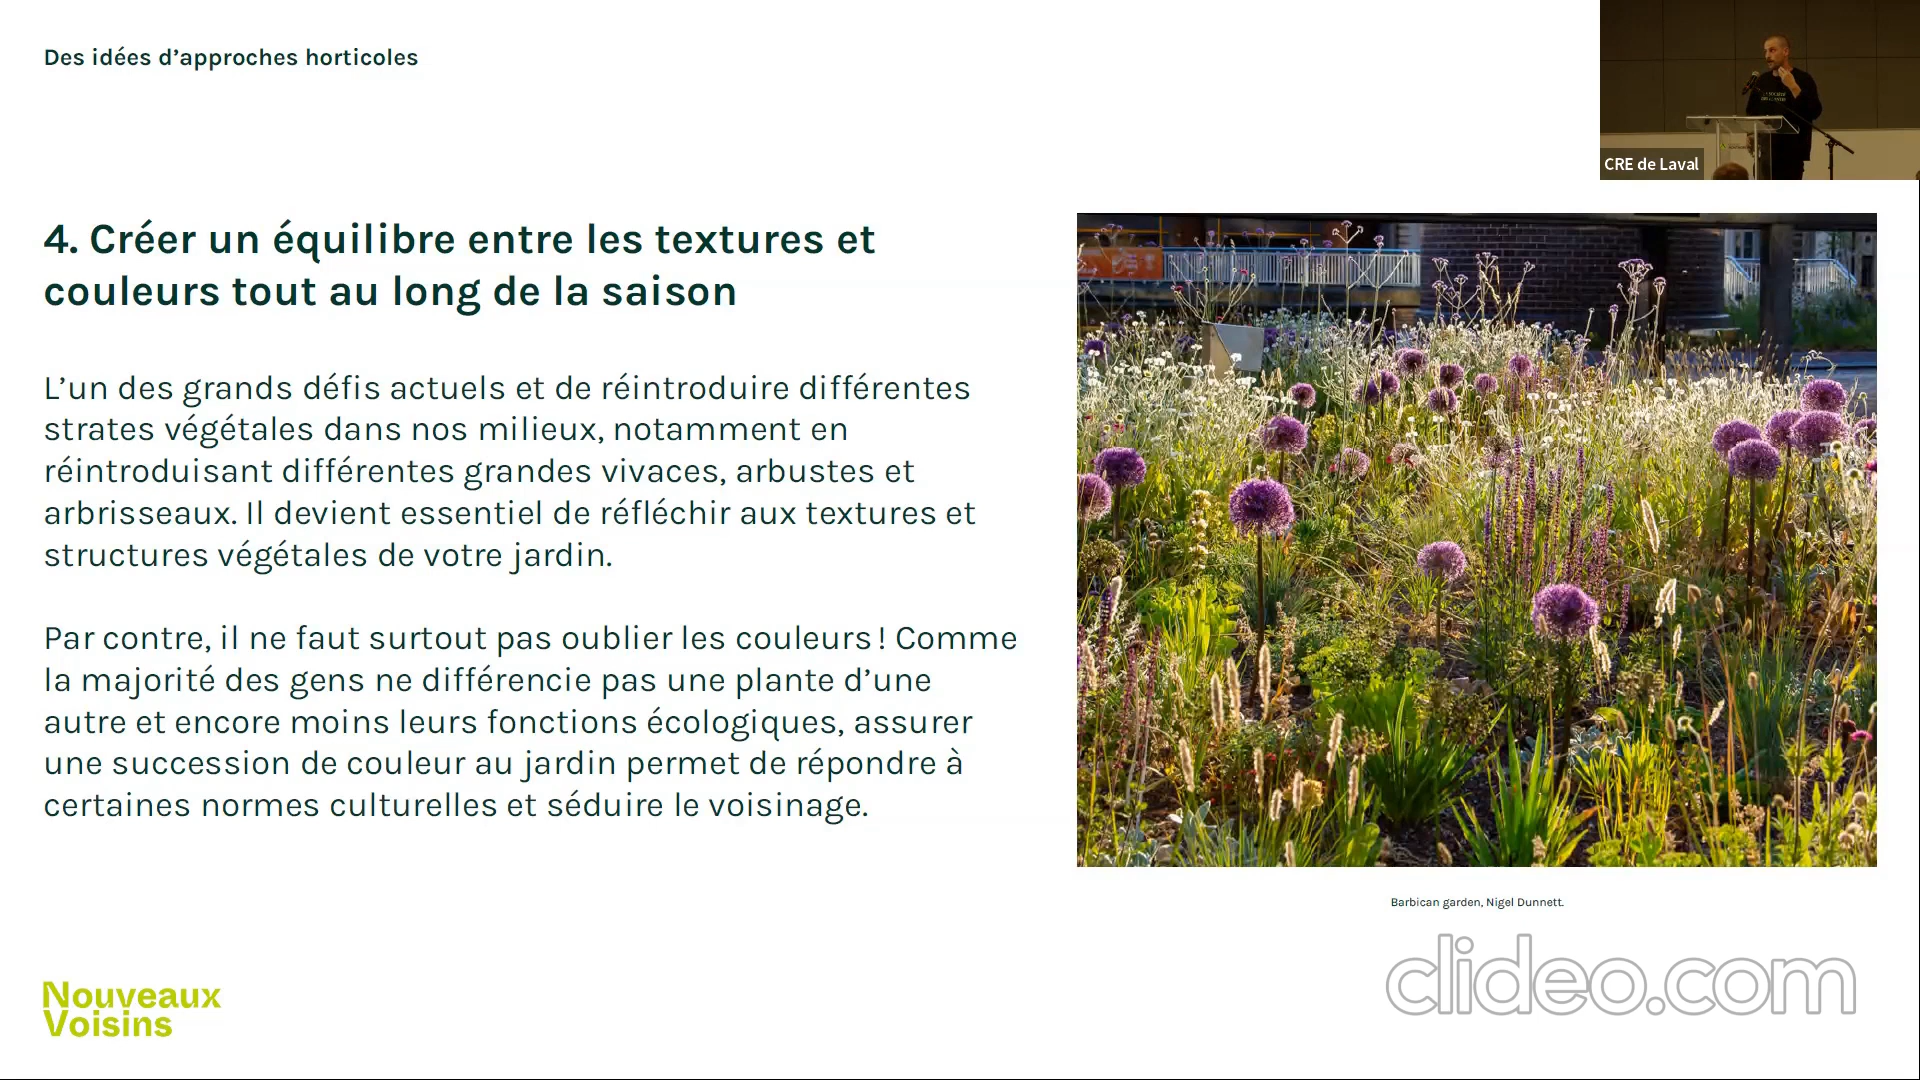 Des idées d’approches horticoles
CRE de Laval
4. Créer un équilibre entre les textures et
couleurs tout au long de la saison
L’un des grands défis actuels et de réintroduire différentes
strates végétales dans nos milieux, notamment en
réintroduisant différentes grandes vivaces, arbustes et
arbrisseaux. Il devient essentiel de réfléchir aux textures et
structures végétales de votre jardin.
Par contre, il ne faut surtout pas oublier les couleurs ! Comme
la majorité des gens ne différencie pas une plante d’une
autre et encore moins leurs fonctions écologiques, assurer
une succession de couleur au jardin permet de répondre à
certaines normes culturelles et séduire le voisinage.
Barbican garden, Nigel Dunnett.
Nouveaux
Voisins
clideo.com